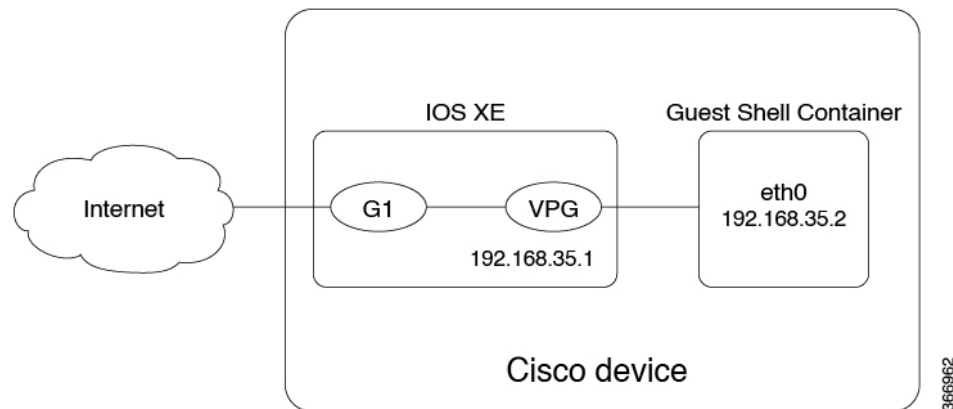 IOS XE
Guest Shell Container
Internet
G1
VPG
eth0
192.168.35.2
192.168.35.1
Cisco device
366962